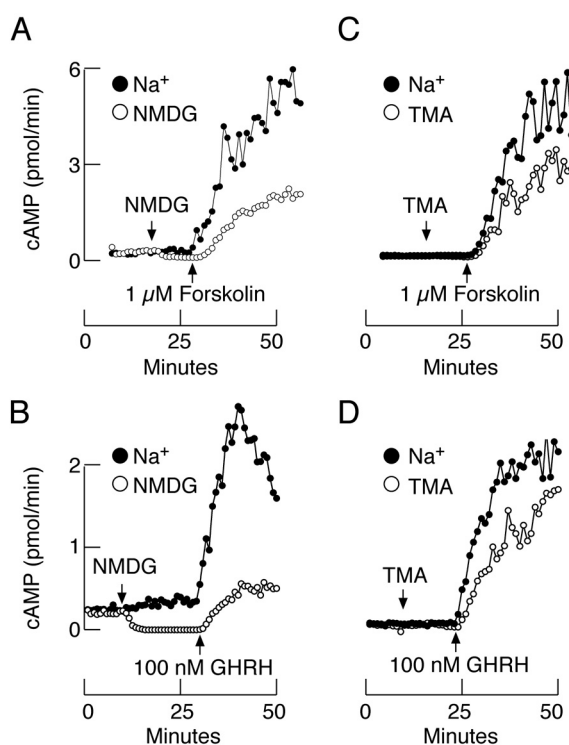 A
6
Na+
NMDG
3
NMDG
cAMP (pmol/min)
0
1 µM Forskolin
0 25 50
Minutes
C
Na+
TMA
TMA
1 µM Forskolin
0 25 50
Minutes
B
Na+
NMDG
2
1
NMDG
cAMP (pmol/min)
0
100 nM GHRH
0 25 50
Minutes
D
Na+
TMA
TMA
100 nM GHRH
0 25 50
Minutes